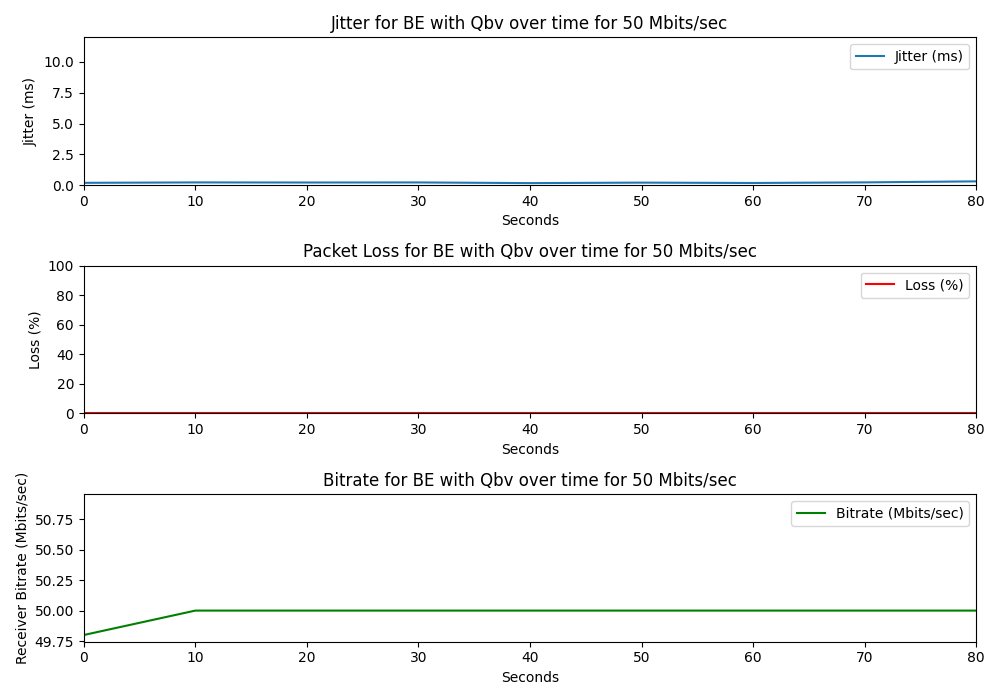 Jitter for BE with Qbv over time for 50 Mbits/sec
Jitter (ms)
10.0
7.5
5.0
2.5
0.0
Jitter (ms)
0 10 20 30 40 50 60 70 80
Seconds
Packet Loss for BE with Qbv over time for 50 Mbits/sec
Loss (%)
100
80
60
40
20
0
Loss (%)
0 10 20 30 40 50 60 70 80
Seconds
Bitrate for BE with Qbv over time for 50 Mbits/sec
Receiver Bitrate (Mbits/sec)
50.75
50.50
50.25
50.00
49.75
Bitrate (Mbits/sec)
0 10 20 30 40 50 60 70 80
Seconds